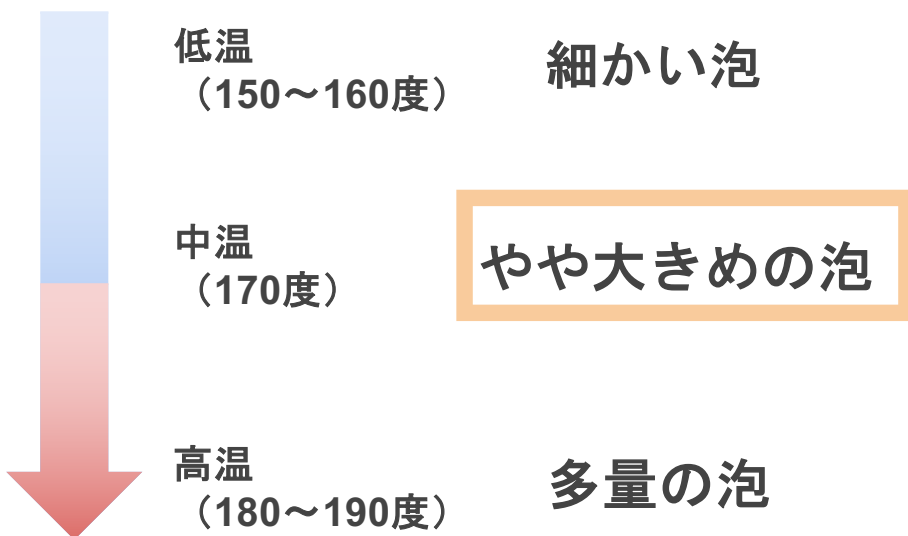 低温
（150～160度）
細かい泡
中温
（170度）
やや大きめの泡
高温
（180～190度）
多量の泡